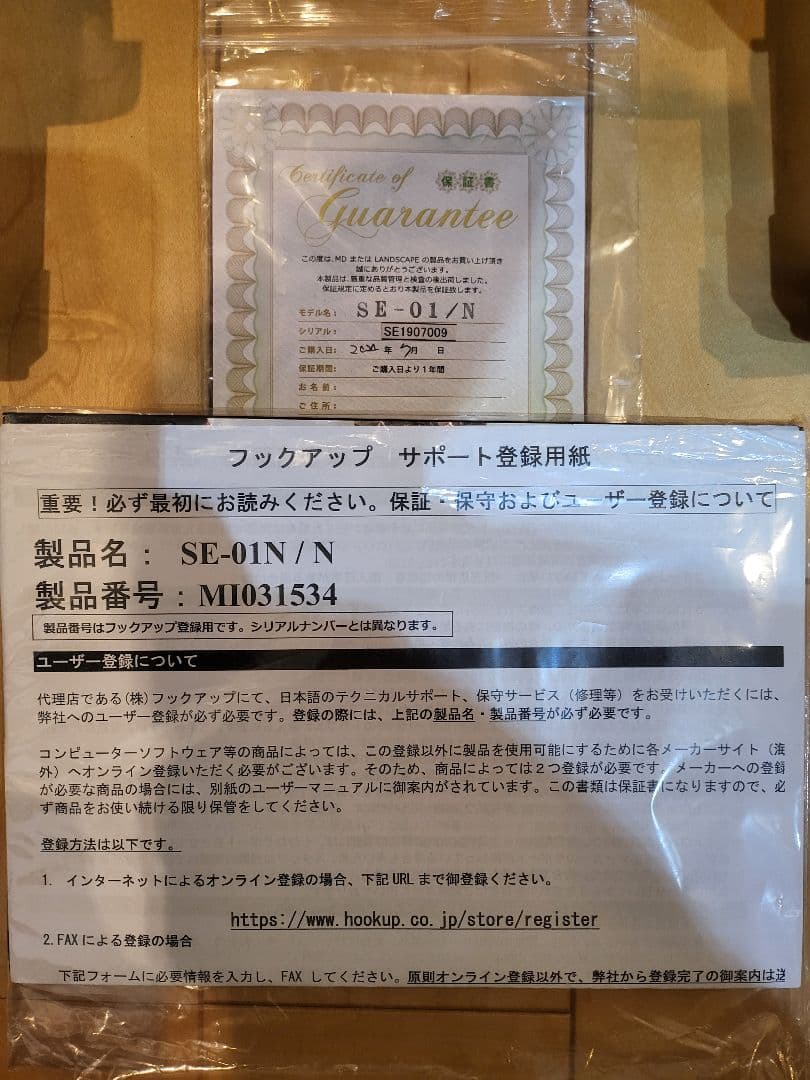 Certificate of
Guarantee
保証書
この度は、MD または LANDSCAPE の製品をお買い上げ頂き
誠にありがとうございます。
本製品は、厳重な品質管理と検査の後出荷しました。
保証規定に定めるとおり本製品を保証致します。
モデル名： SE-01/N
シリアル： SE1907009
ご購入日： 年 7月 日
保証期間： ご購入日より1年間
お名前：
ご住所：
フックアップ サポート登録用紙
重要！必ず最初にお読みください。保証・保守およびユーザー登録について
製品名： SE-01N / N
製品番号：MI031534
製品番号はフックアップ登録用です。シリアルナンバーとは異なります。
ユーザー登録について
代理店である(株)フックアップにて、日本語のテクニカルサポート、保守サービス（修理等）をお受けいただくには、
弊社へのユーザー登録が必ず必要です。登録の際には、上記の製品名・製品番号が必ず必要です。
コンピューターソフトウェア等の商品によっては、この登録以外に製品を使用可能にするために各メーカーサイト（海
外）へオンライン登録いただく必要がございます。そのため、商品によっては２つ登録が必要です。メーカーへの登録
が必要な商品の場合には、別紙のユーザーマニュアルに御案内がされています。この書類は保証書になりますので、必
ず商品をお使い続ける限り保管をしてください。
登録方法は以下です。
1. インターネットによるオンライン登録の場合、下記URLまで御登録ください。
https://www.hookup.co.jp/store/register
2.FAXによる登録の場合
下記フォームに必要情報を入力し、FAX してください。原則オンライン登録以外で、弊社から登録完了の御案内は送